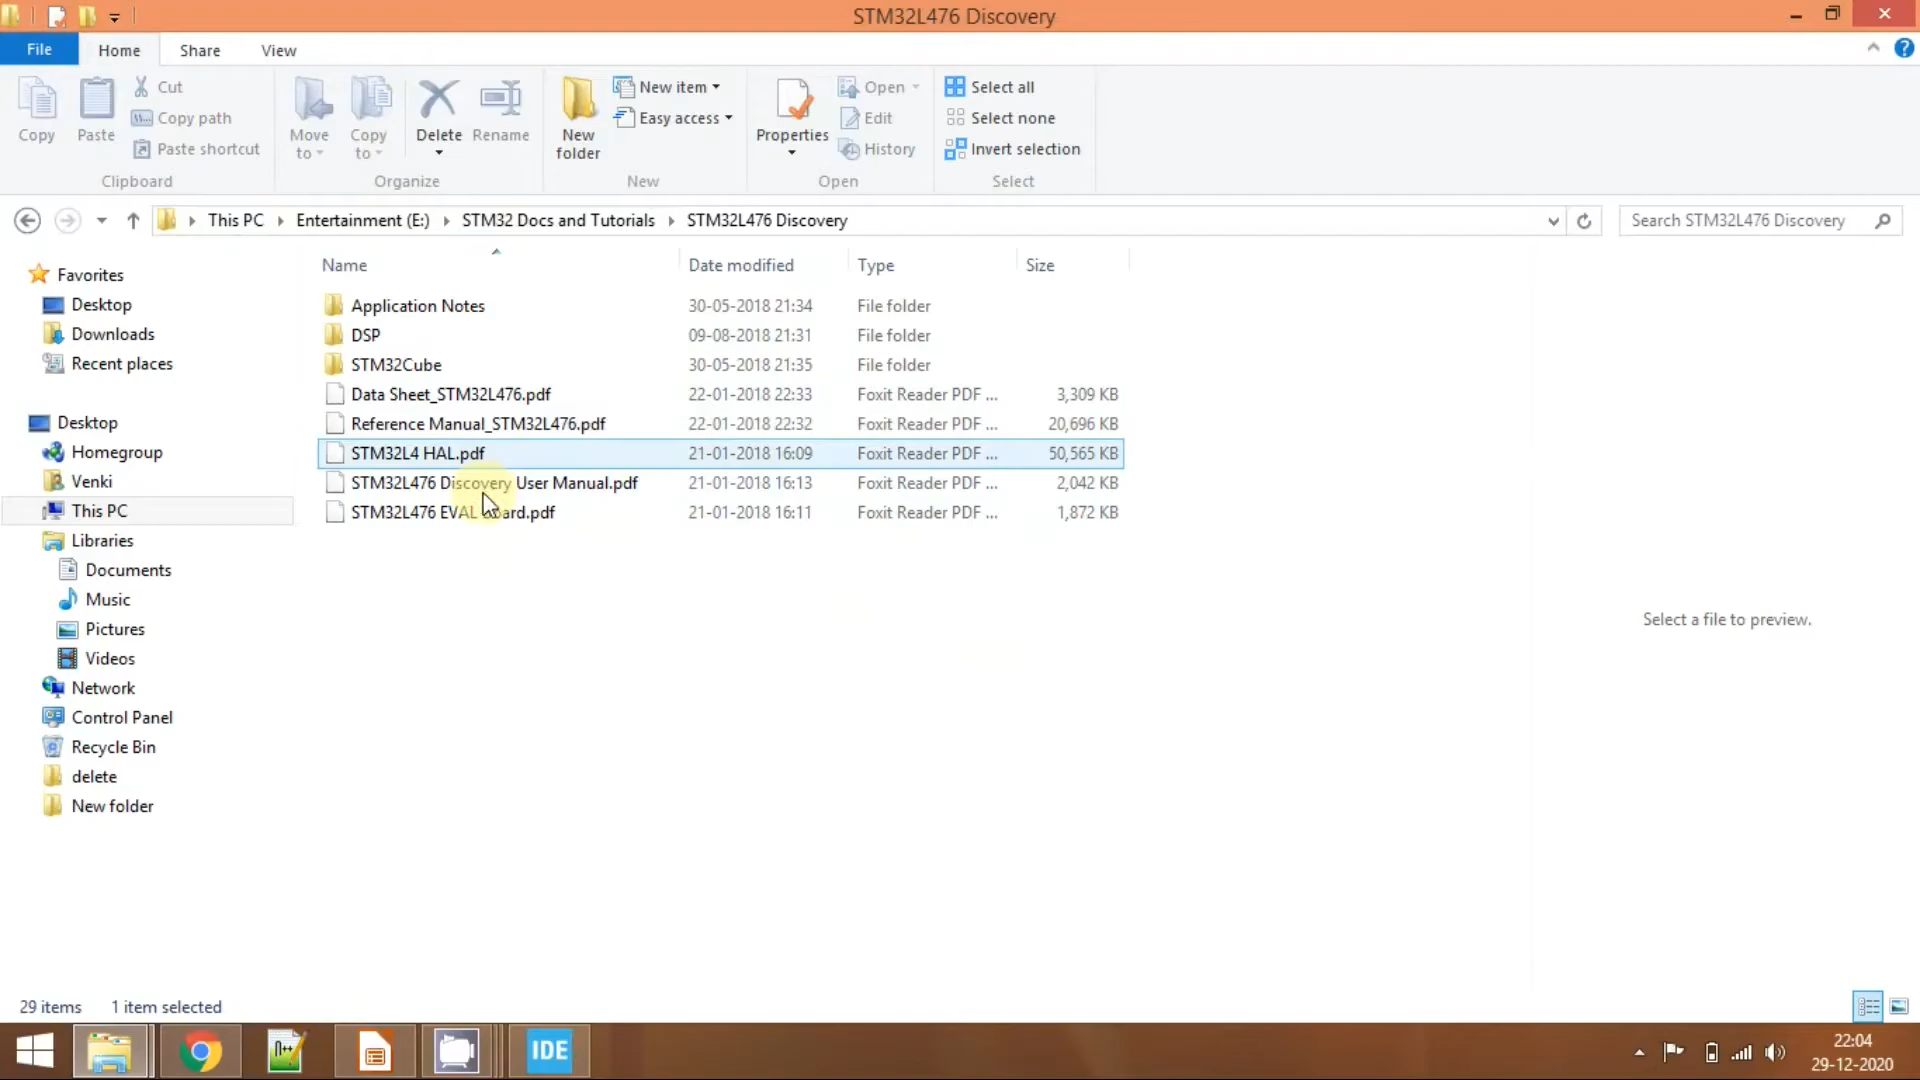 STM32L476 Discovery
File Home Share View
Copy
Paste
Cut
Copy path
Paste shortcut
Clipboard
Move to
Copy to
Delete
Rename
Organize
New folder
New item
Easy access
New
Properties
Open
Edit
History
Open
Select all
Select none
Invert selection
Select
This PC Entertainment (E:) STM32 Docs and Tutorials STM32L476 Discovery
Search STM32L476 Discovery
Favorites
Desktop
Downloads
Recent places
Desktop
Homegroup
Venki
This PC
Libraries
Documents
Music
Pictures
Videos
Network
Control Panel
Recycle Bin
delete
New folder
Name Date modified Type Size
Application Notes 30-05-2018 21:34 File folder
DSP 09-08-2018 21:31 File folder
STM32Cube 30-05-2018 21:35 File folder
Data Sheet_STM32L476.pdf 22-01-2018 22:33 Foxit Reader PDF ... 3,309 KB
Reference Manual_STM32L476.pdf 22-01-2018 22:32 Foxit Reader PDF ... 20,696 KB
STM32L4 HAL.pdf 21-01-2018 16:09 Foxit Reader PDF ... 50,565 KB
STM32L476 Discovery User Manual.pdf 21-01-2018 16:13 Foxit Reader PDF ... 2,042 KB
STM32L476 EVAL 21-01-2018 16:11 Foxit Reader PDF ... 1,872 KB
Select a file to preview.
29 items 1 item selected
IDE
22:04
29-12-2020